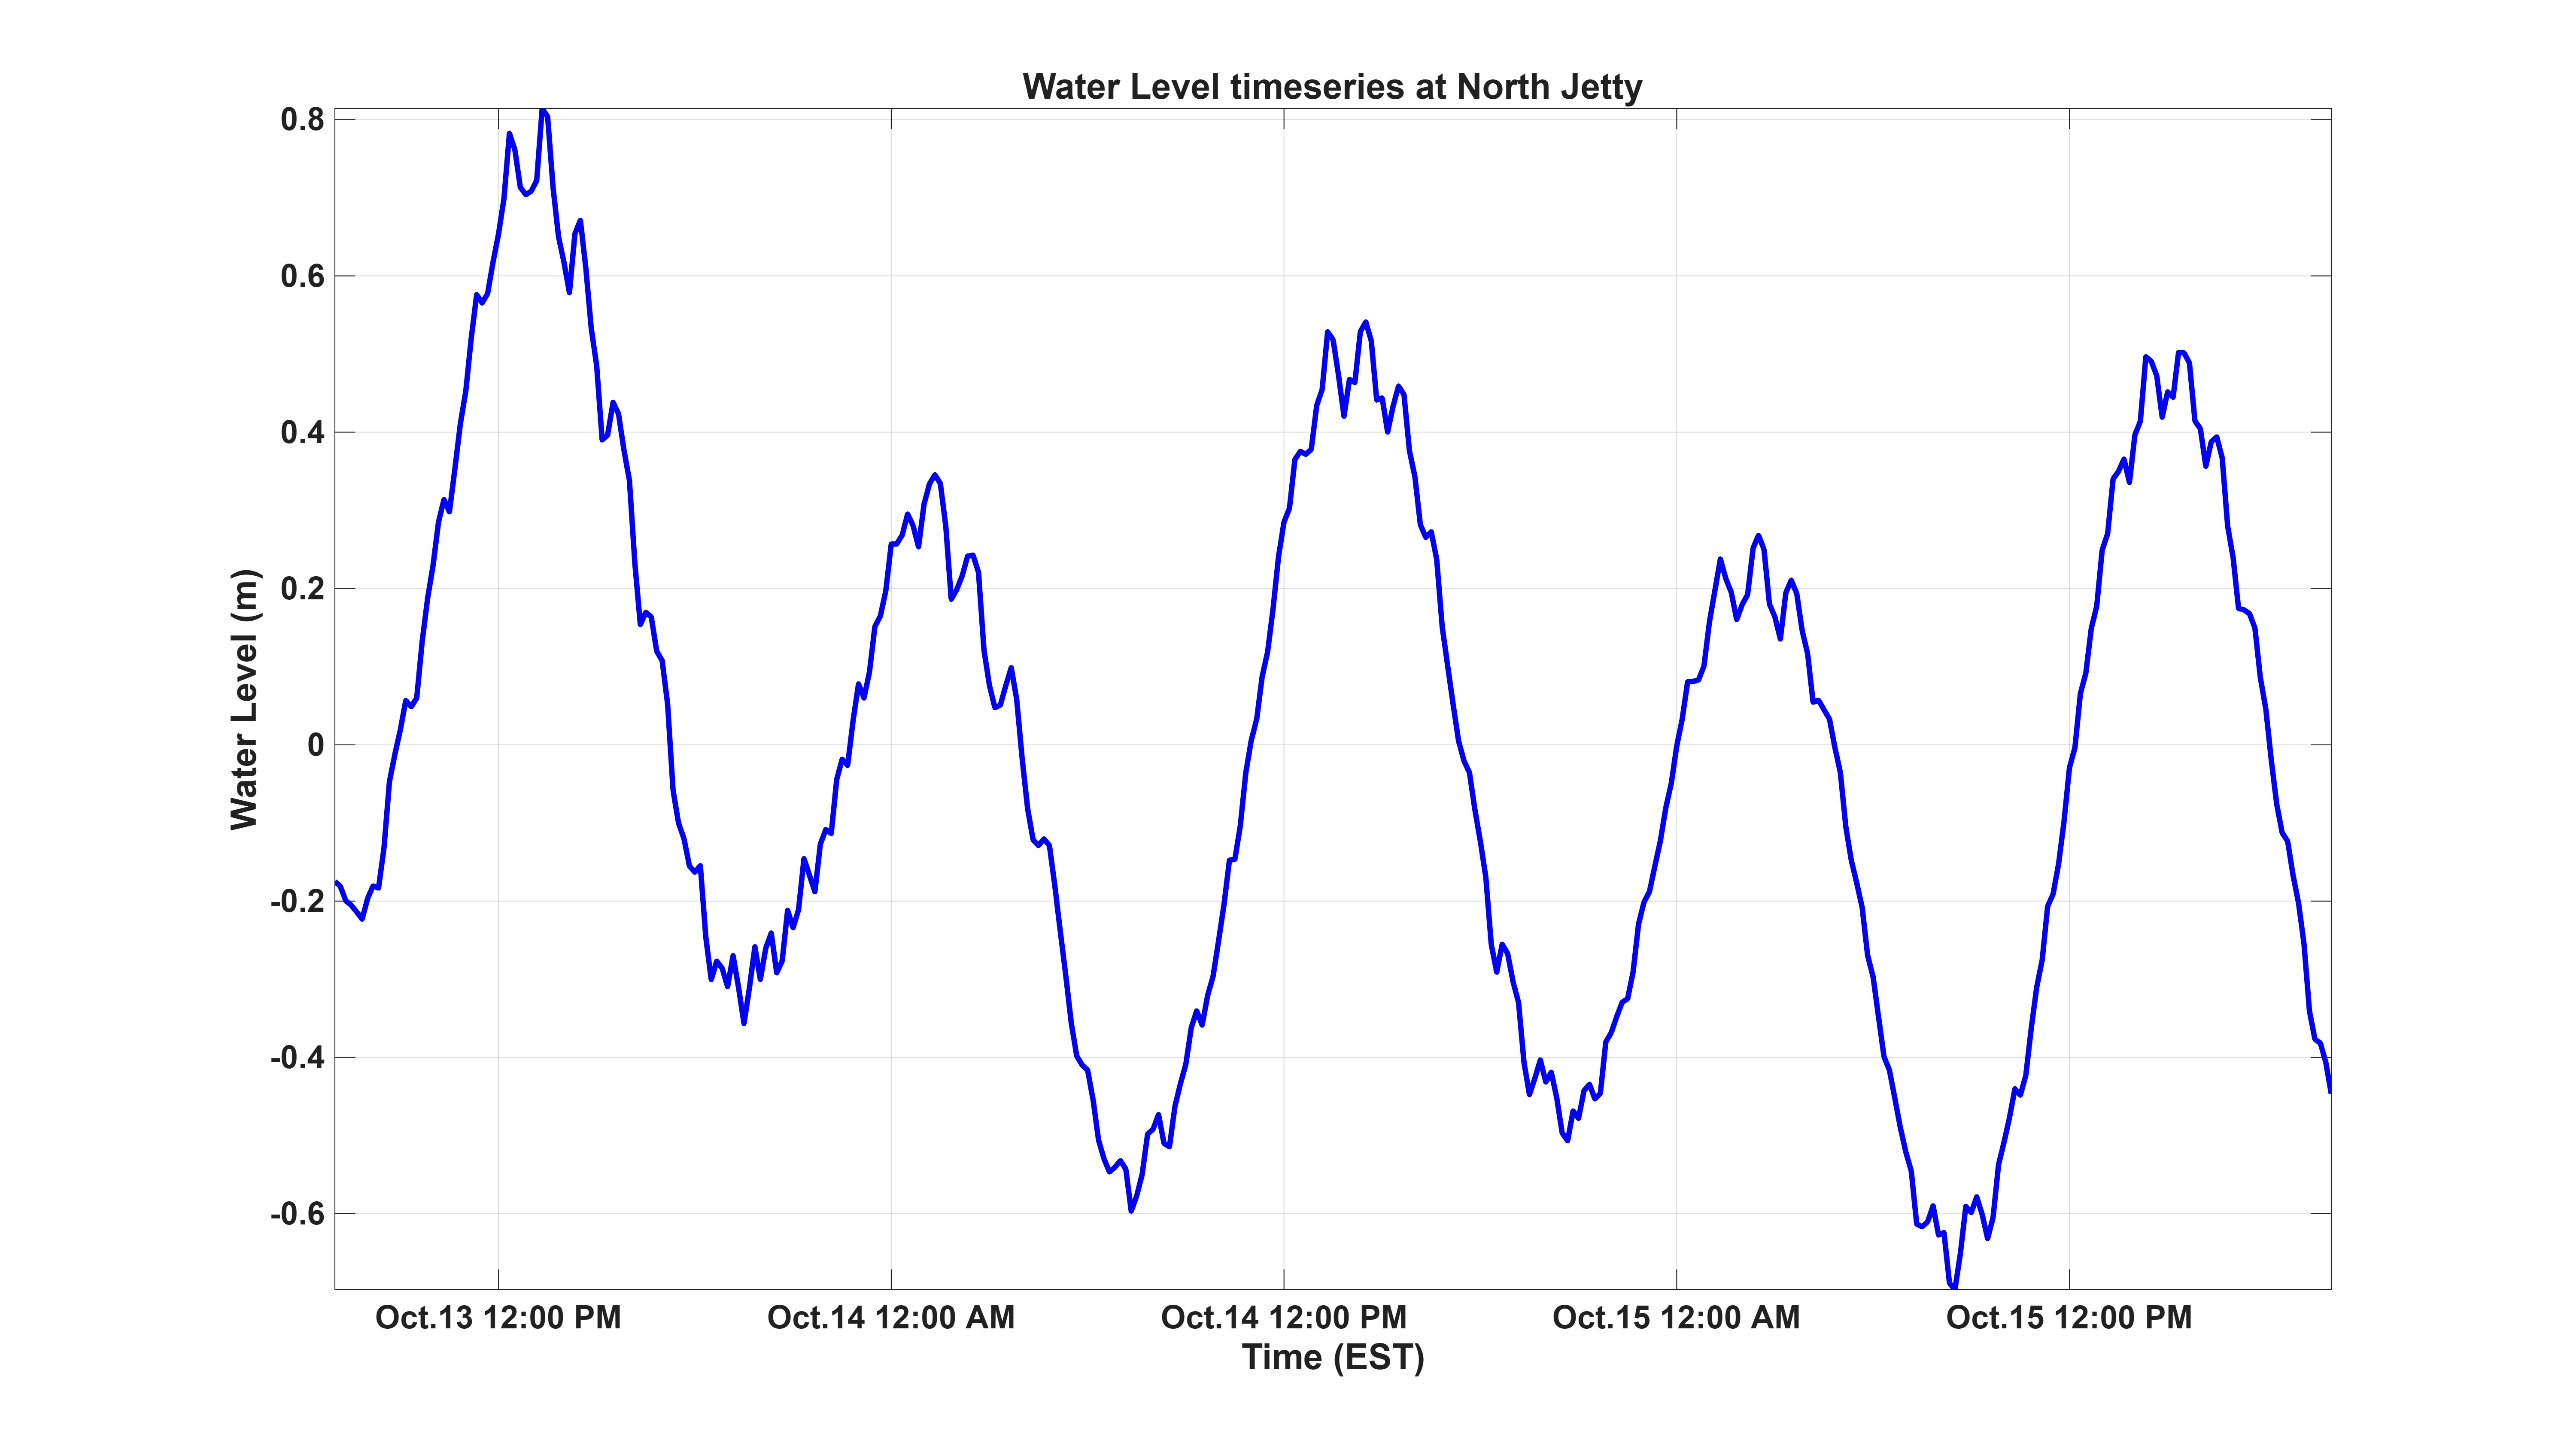 Water Level timeseries at North Jetty
0.8
0.6
0.4
0.2
0
-0.2
-0.4
-0.6
Water Level (m)
Oct.13 12:00 PM Oct.14 12:00 AM Oct.14 12:00 PM Oct.15 12:00 AM Oct.15 12:00 PM
Time (EST)